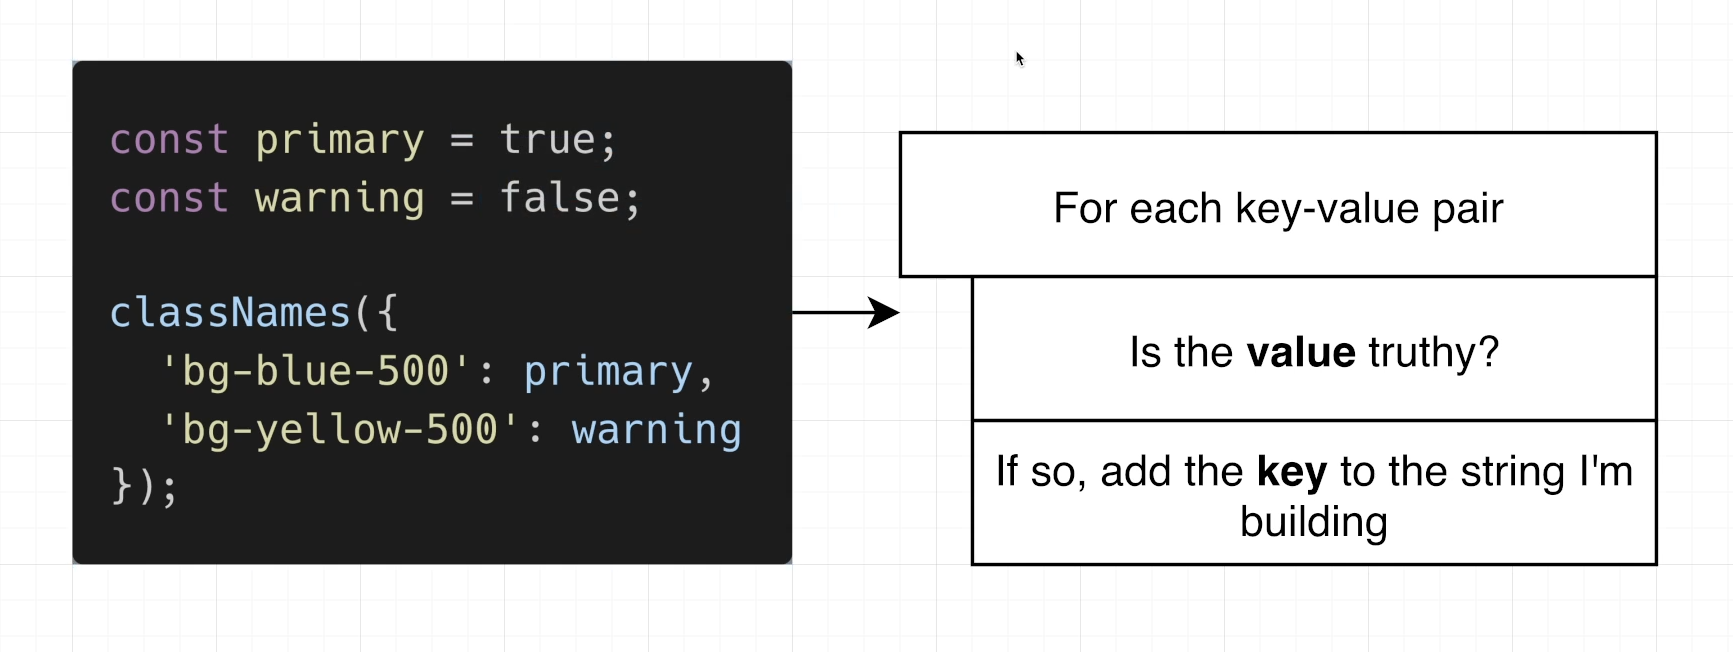 const primary = true;
const warning = false;
classNames({
'bg-blue-500': primary,
'bg-yellow-500': warning
});
For each key-value pair
Is the value truthy?
If so, add the key to the string I'm
building